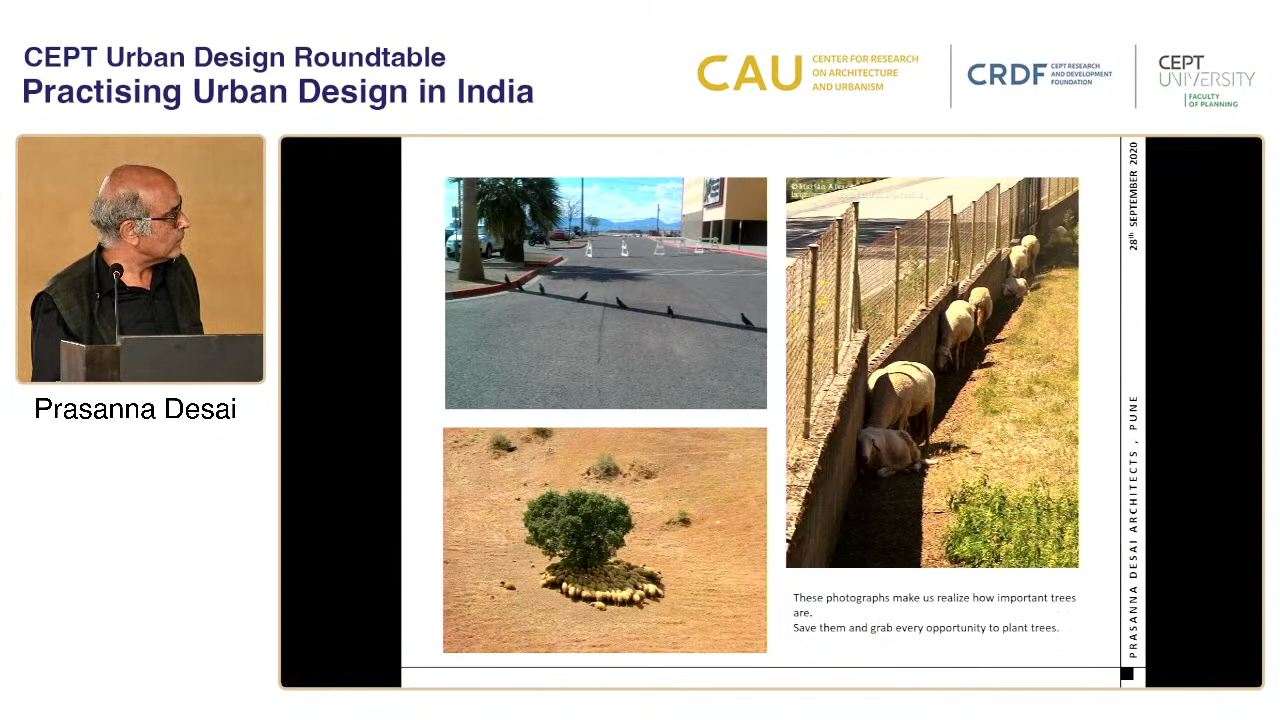 CEPT Urban Design Roundtable
Practising Urban Design in India
CAU
CENTER FOR RESEARCH
ON ARCHITECTURE
AND URBANISM
CRDF
CEPT RESEARCH
AND DEVELOPMENT
FOUNDATION
CEPT
UNIVERSITY
FACULTY
OF PLANNING
Prasanna Desai
These photographs make us realize how important trees
are.
Save them and grab every opportunity to plant trees.
28th SEPTEMBER 2020
PRASANNA DESAI ARCHITECTS , PUNE